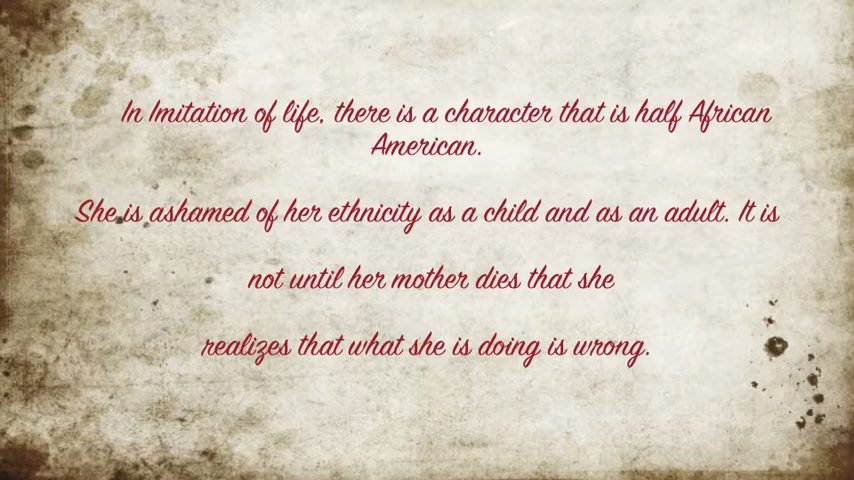 In Imitation of life, there is a character that is half African
American.
She is ashamed of her ethnicity as a child and as an adult. It is
not until her mother dies that she
realizes that what she is doing is wrong.